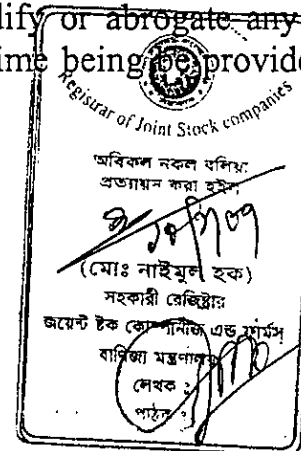 lify or abrogate any
ime being be provide
Registrar of Joint Stock companies
অবিকল নকল বলিয়া
প্রত্যায়ন করা হইল
(মোঃ নাইমুল হক)
সহকারী রেজিষ্ট্রার
জয়েন্ট ষ্টক কোম্পানীজ এন্ড ফার্মস্
বাণিজ্য মন্ত্রণালয়
লেখক ঃ
পাঠক ঃ